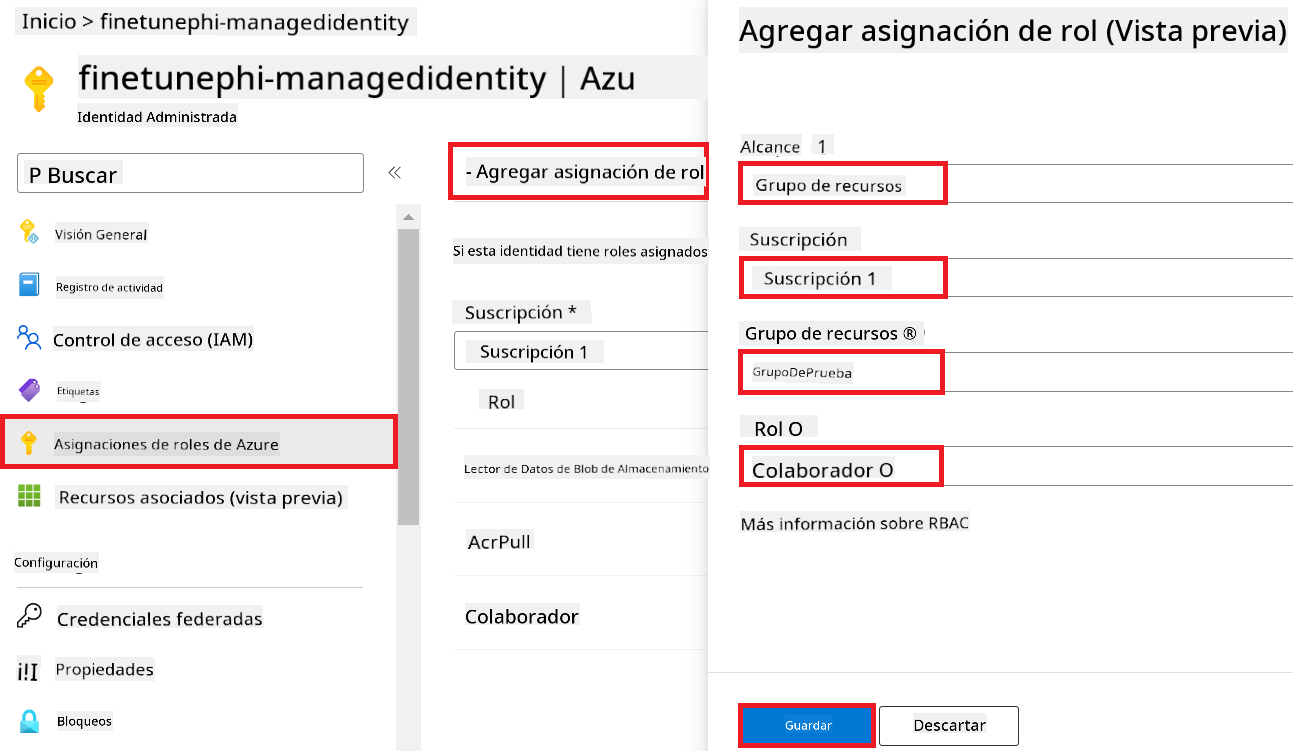 Inicio > finetunephi-managedidentity
finetunephi-managedidentity | Azu
Identidad Administrada
P Buscar
Visión General
Registro de actividad
Control de acceso (IAM)
Etiquetas
Asignaciones de roles de Azure
Recursos asociados (vista previa)
Configuración
Credenciales federadas
Propiedades
Bloqueos
- Agregar asignación de rol
Si esta identidad tiene roles asignados
Suscripción *
Suscripción 1
Rol
Lector de Datos de Blob de Almacenamiento
AcrPull
Colaborador
Agregar asignación de rol (Vista previa)
Alcance 1
Grupo de recursos
Suscripción
Suscripción 1
Grupo de recursos ®
GrupoDePrueba
Rol O
Colaborador O
Más información sobre RBAC
Guardar
Descartar